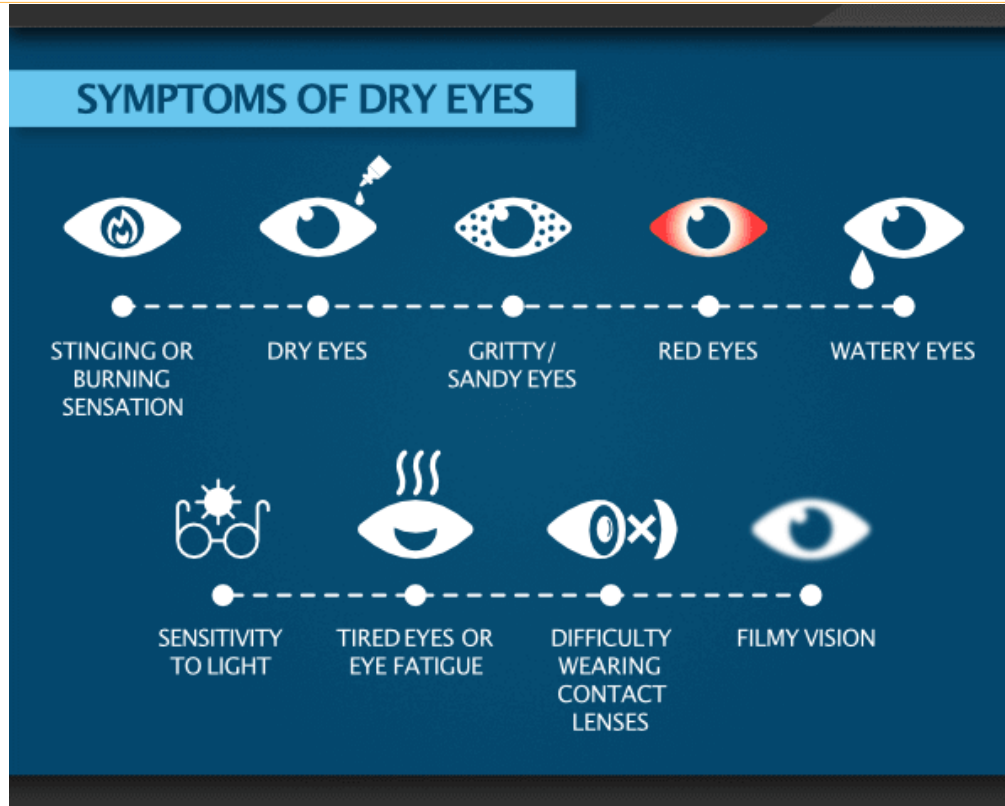 SYMPTOMS OF DRY EYES
STINGING OR
BURNING
SENSATION
DRY EYES
GRITTY/
SANDY EYES
RED EYES
WATERY EYES
SENSITIVITY
TO LIGHT
TIRED EYES OR
EYE FATIGUE
DIFFICULTY
WEARING
CONTACT
LENSES
FILMY VISION